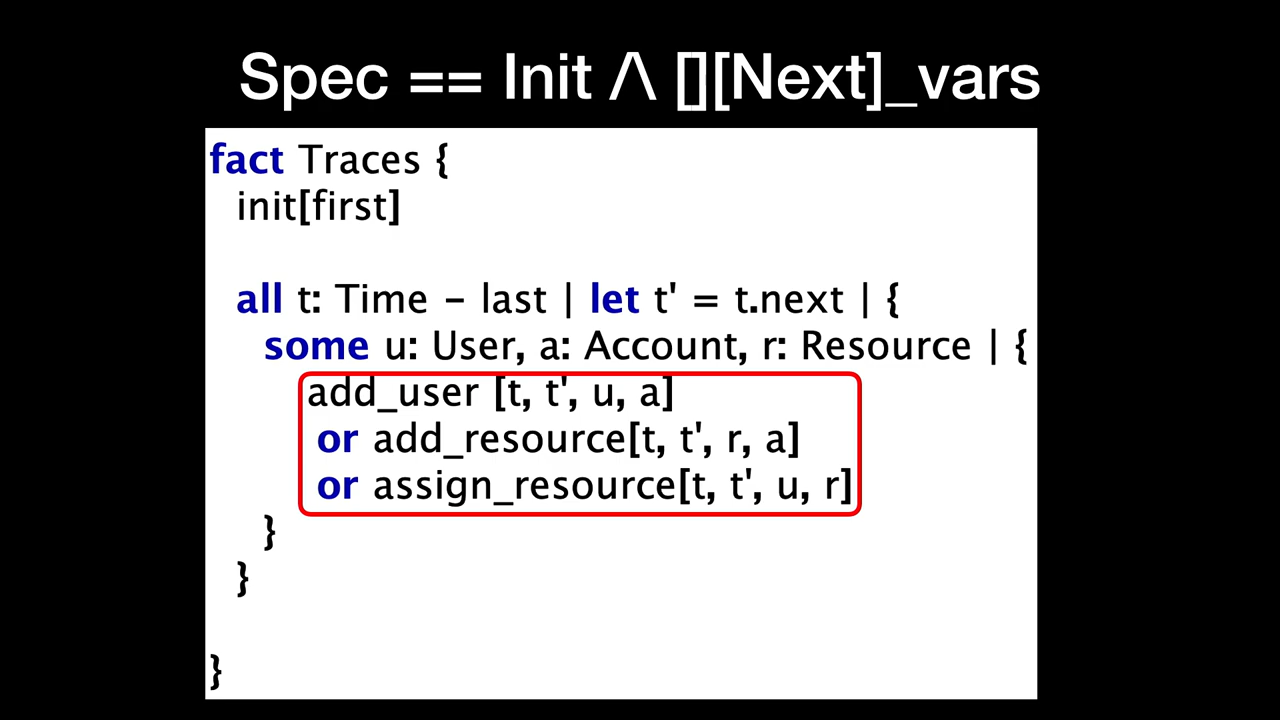 Spec == Init /\ [][Next]_vars
fact Traces {
init[first]
all t: Time - last | let t' = t.next | {
some u: User, a: Account, r: Resource | {
add_user [t, t', u, a]
or add_resource[t, t', r, a]
or assign_resource[t, t', u, r]
}
}
}